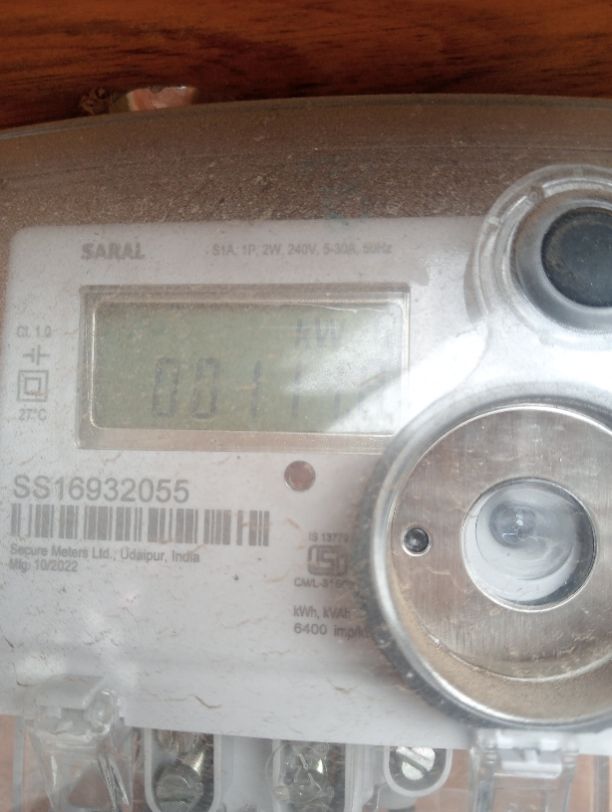 SARAL
S1A, 1P, 2W, 240V, 5-30A, 50Hz
CL 1.0
27°C
kW
SS16932055
Secure Meters Ltd., Udaipur, India
Mfg. 10/2022
IS 13779
kWh, kVAh
6400